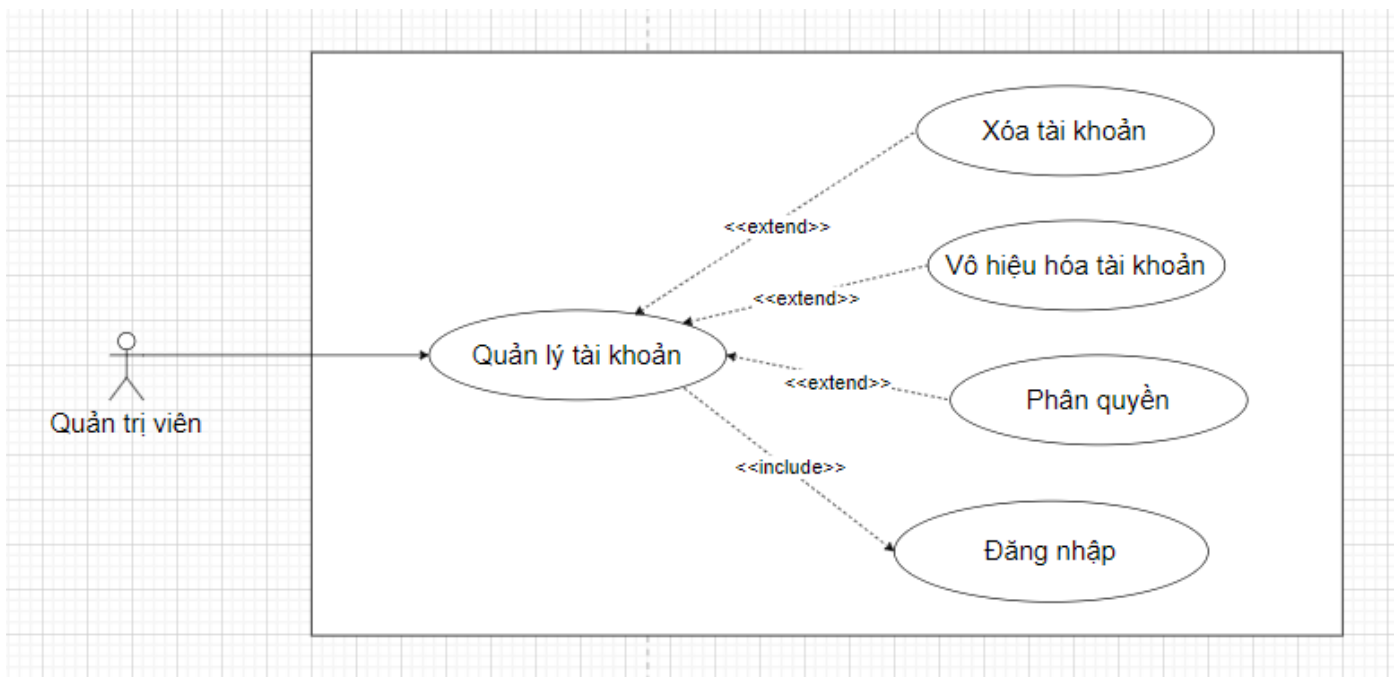 Xóa tài khoản
<<extend>>
Vô hiệu hóa tài khoản
<<extend>>
Quản lý tài khoản
<<extend>>
Phân quyền
Quản trị viên
<<include>>
Đăng nhập